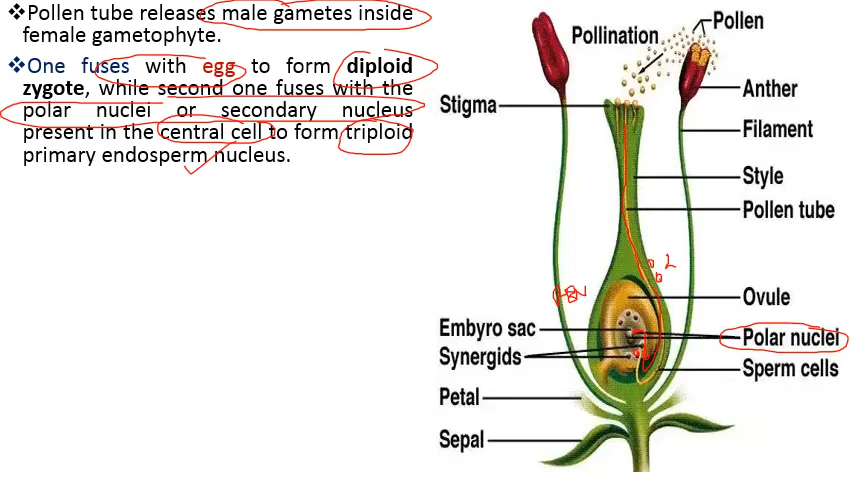 ❖Pollen tube releases male gametes inside
female gametophyte.
❖One fuses with egg to form diploid
zygote, while second one fuses with the
polar nuclei or secondary nucleus
present in the central cell to form triploid
primary endosperm nucleus.
Pollen
Pollination
Anther
Stigma
Filament
Style
Pollen tube
Ovule
Embyro sac
Polar nuclei
Synergids
Sperm cells
Petal
Sepal